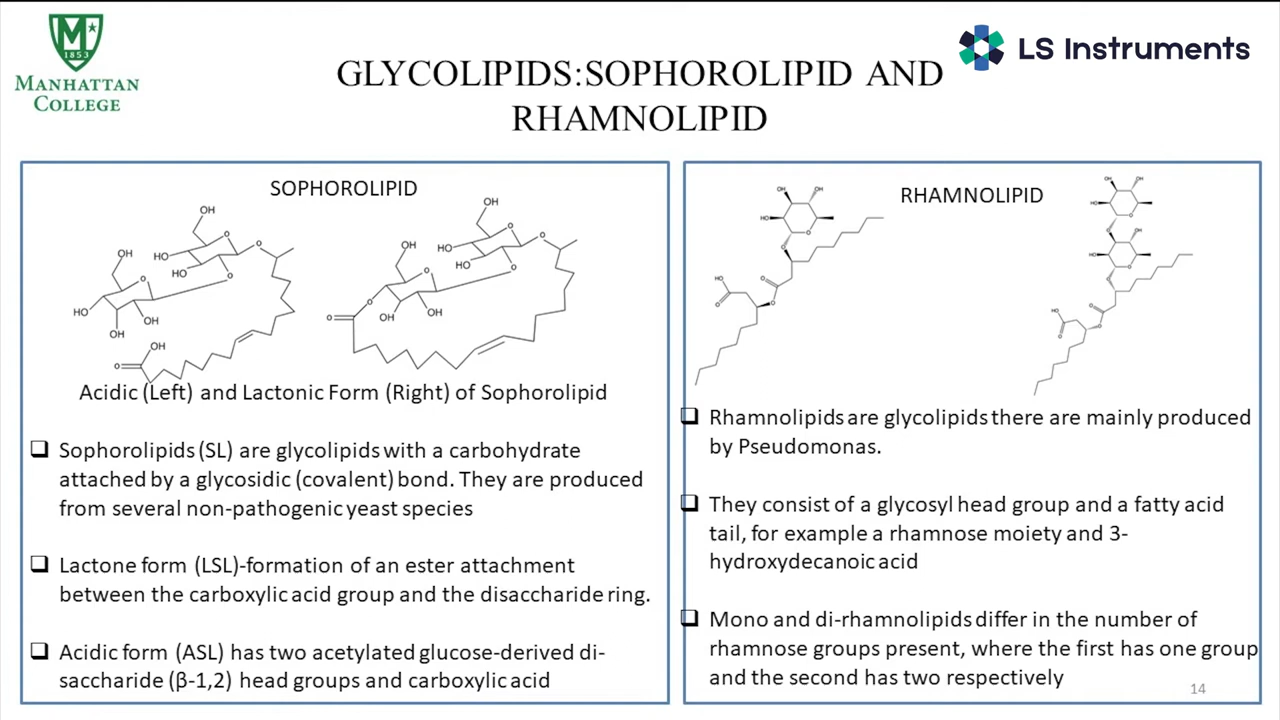 MANHATTAN
COLLEGE
1853
LS Instruments
GLYCOLIPIDS:SOPHOROLIPID AND
RHAMNOLIPID
SOPHOROLIPID
Acidic (Left) and Lactonic Form (Right) of Sophorolipid
Sophorolipids (SL) are glycolipids with a carbohydrate
attached by a glycosidic (covalent) bond. They are produced
from several non-pathogenic yeast species
Lactone form (LSL)-formation of an ester attachment
between the carboxylic acid group and the disaccharide ring.
Acidic form (ASL) has two acetylated glucose-derived di-
saccharide (β-1,2) head groups and carboxylic acid
RHAMNOLIPID
Rhamnolipids are glycolipids there are mainly produced
by Pseudomonas.
They consist of a glycosyl head group and a fatty acid
tail, for example a rhamnose moiety and 3-
hydroxydecanoic acid
Mono and di-rhamnolipids differ in the number of
rhamnose groups present, where the first has one group
and the second has two respectively
14